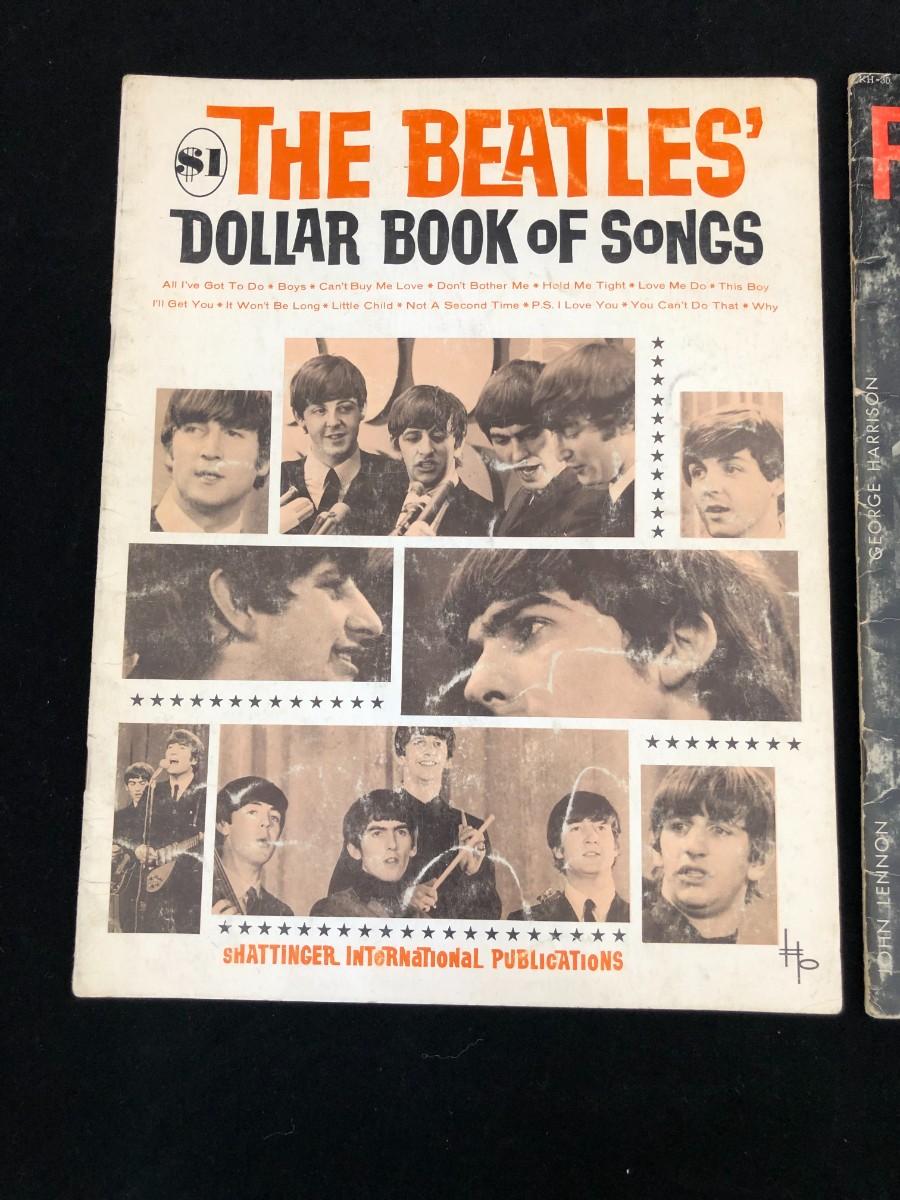 $1 THE BEATLES'
DOLLAR BOOK OF SONGS
All I've Got To Do * Boys * Can't Buy Me Love * Don't Bother Me * Hold Me Tight * Love Me Do * This Boy
I'll Get You * It Won't Be Long * Little Child * Not A Second Time * P.S. I Love You * You Can't Do That * Why
SHATTINGER INTERNATIONAL PUBLICATIONS
KH-30
F
GEORGE HARRISON
JOHN LENNON